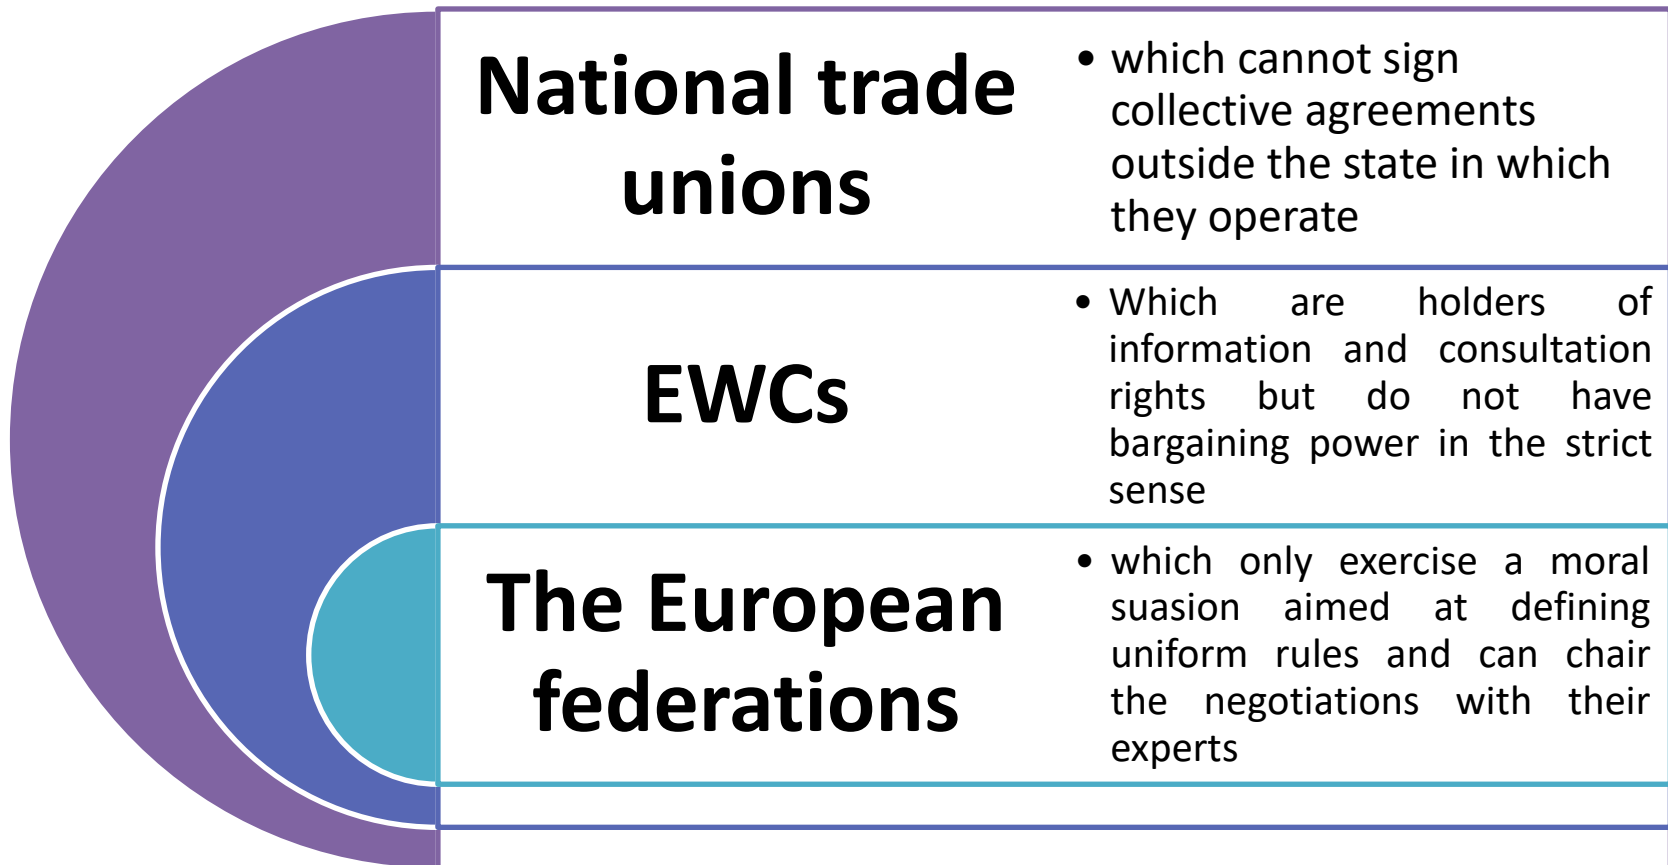 National trade
unions
• which cannot sign
collective agreements
outside the state in which
they operate
EWCs
• Which are holders of
information and consultation
rights but do not have
bargaining power in the strict
sense
The European
federations
• which only exercise a moral
suasion aimed at defining
uniform rules and can chair
the negotiations with their
experts